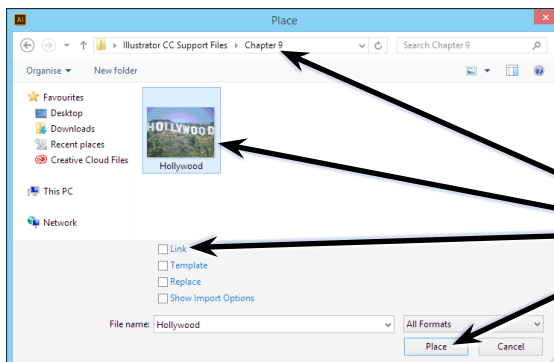 Ai Place
Illustrator CC Support Files Chapter 9 Search Chapter 9
Organise New folder
Favourites
Desktop
Downloads
Recent places
Creative Cloud Files
This PC
Network
HOLLYWOOD
Hollywood
Link
Template
Replace
Show Import Options
File name: Hollywood All Formats
Place Cancel